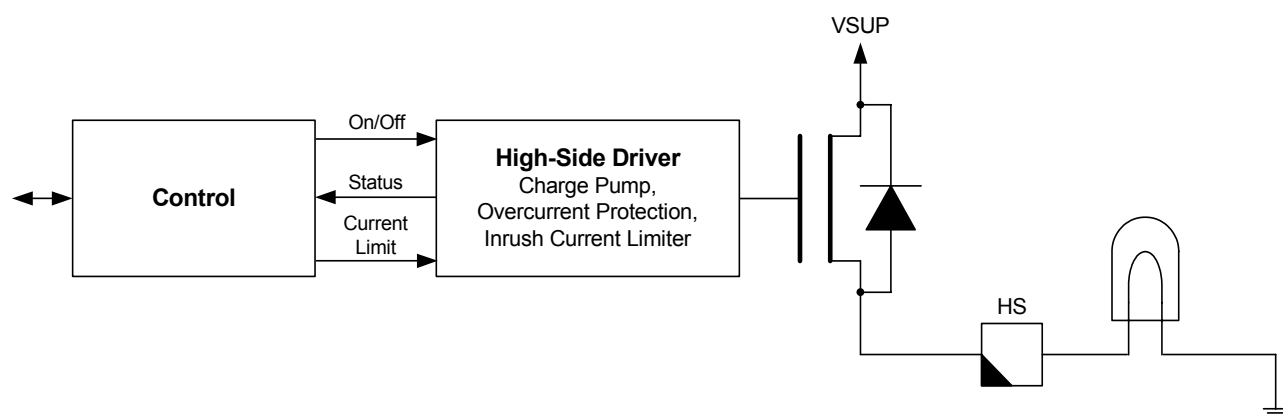 VSUP
On/Off
Control
Status
Current
Limit
High-Side Driver
Charge Pump,
Overcurrent Protection,
Inrush Current Limiter
HS